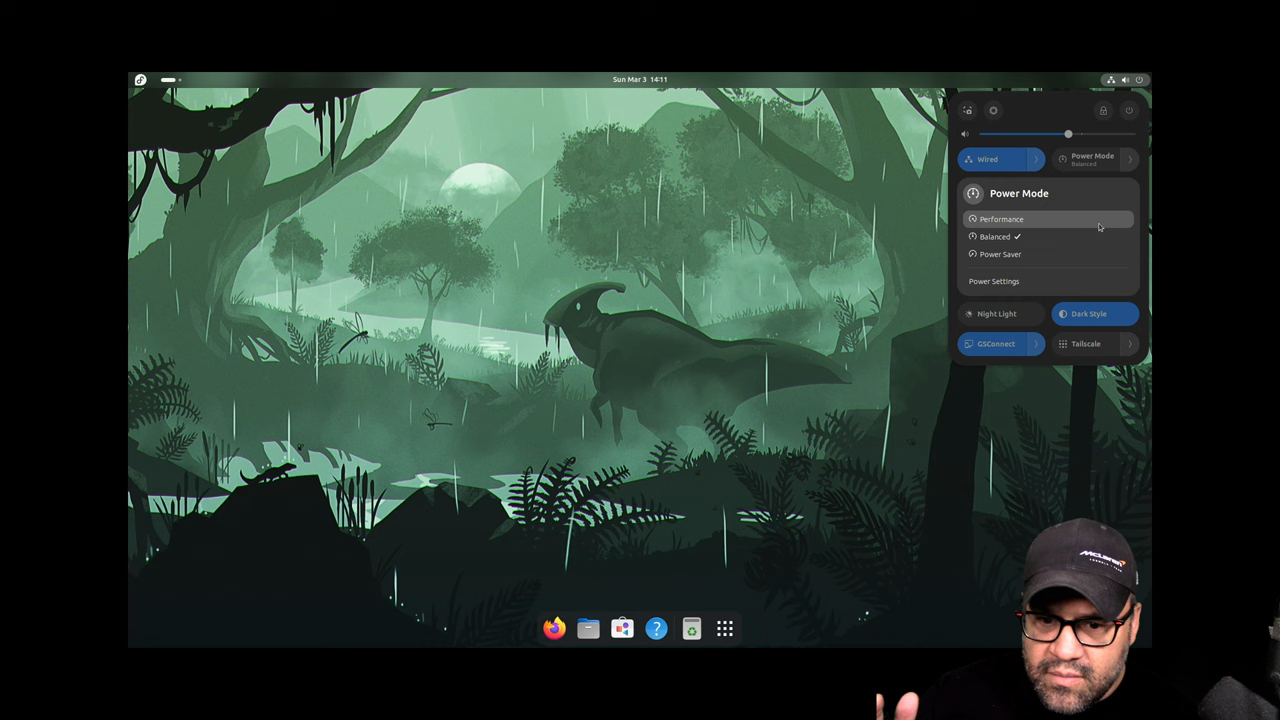 Sun Mar 3 14:11
Wired
Power Mode
Balanced
Power Mode
Performance
Balanced
Power Saver
Power Settings
Night Light
Dark Style
GSConnect
Tailscale
McLaren